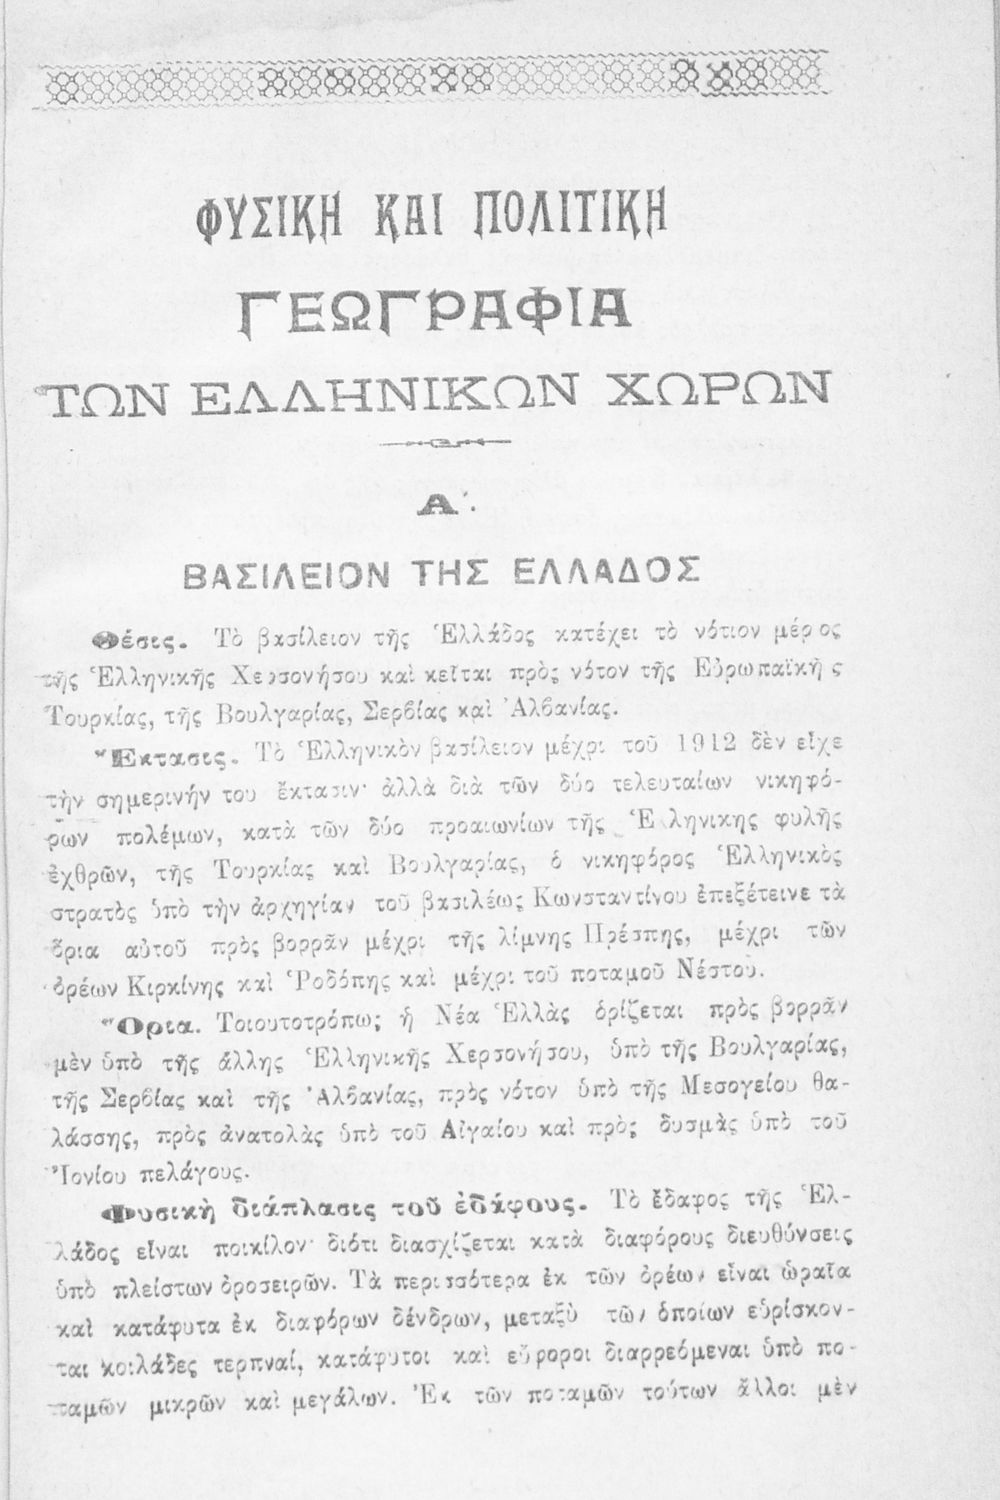 ΦΥΣΙΚΗ ΚΑΙ ΠΟΛΙΤΙΚΗ
ΓΕΩΓΡΑΦΙΑ
ΤΩΝ ΕΛΛΗΝΙΚΩΝ ΧΩΡΩΝ
Α΄.
ΒΑΣΙΛΕΙΟΝ ΤΗΣ ΕΛΛΑΔΟΣ
Θέσις. Τὸ βασίλειον τῆς Ἑλλάδος κατέχει τὸ νότιον μέρος
τῆς Ἑλληνικῆς Χερσονήσου καὶ κεῖται πρὸς νότον τῆς Εὐρωπαϊκῆς
Τουρκίας, τῆς Βουλγαρίας, Σερβίας καὶ Ἀλβανίας.
Ἔκτασις. Τὸ Ἑλληνικὸν βασίλειον μέχρι τοῦ 1912 δὲν εἶχε
τὴν σημερινήν του ἔκτασιν· ἀλλὰ διὰ τῶν δύο τελευταίων νικηφό-
ρων πολέμων, κατὰ τῶν δύο προαιωνίων τῆς Ἑλληνικης φυλῆς
ἐχθρῶν, τῆς Τουρκίας καὶ Βουλγαρίας, ὁ νικηφόρος Ἑλληνικὸς
στρατὸς ὑπὸ τὴν ἀρχηγίαν τοῦ βασιλέως Κωνσταντίνου ἐπεξέτεινε τὰ
ὅρια αὐτοῦ πρὸς βορρᾶν μέχρι τῆς λίμνης Πρέσπης, μέχρι τῶν
ὀρέων Κιρκίνης καὶ Ῥοδόπης καὶ μέχρι τοῦ ποταμοῦ Νέστου.
Ὅρια. Τοιουτοτρόπως ἡ Νέα Ἑλλὰς ὁρίζεται πρὸς βορρᾶν
μὲν ὑπὸ τῆς ἄλλης Ἑλληνικῆς Χερσονήσου, ὑπὸ τῆς Βουλγαρίας,
τῆς Σερβίας καὶ τῆς Ἀλβανίας, πρὸς νότον ὑπὸ τῆς Μεσογείου θα-
λάσσης, πρὸς ἀνατολὰς ὑπὸ τοῦ Αἰγαίου καὶ πρὸς δυσμὰς ὑπὸ τοῦ
Ἰονίου πελάγους.
Φυσικὴ διάπλασις τοῦ ἐδάφους. Τὸ ἔδαφος τῆς Ἑλ-
λάδος εἶναι ποικίλον· διότι διασχίζεται κατὰ διαφόρους διευθύνσεις
ὑπὸ πλείστων ὀροσειρῶν. Τὰ περισσότερα ἐκ τῶν ὀρέων εἶναι ὡραῖα
καὶ κατάφυτα ἐκ διαφόρων δένδρων, μεταξὺ τῶν ὁποίων εὑρίσκον-
ται κοιλάδες τερπναί, κατάφυτοι καὶ εὔφοροι διαρρεόμεναι ὑπὸ πο-
ταμῶν μικρῶν καὶ μεγάλων. Ἐκ τῶν ποταμῶν τούτων ἄλλοι μὲν